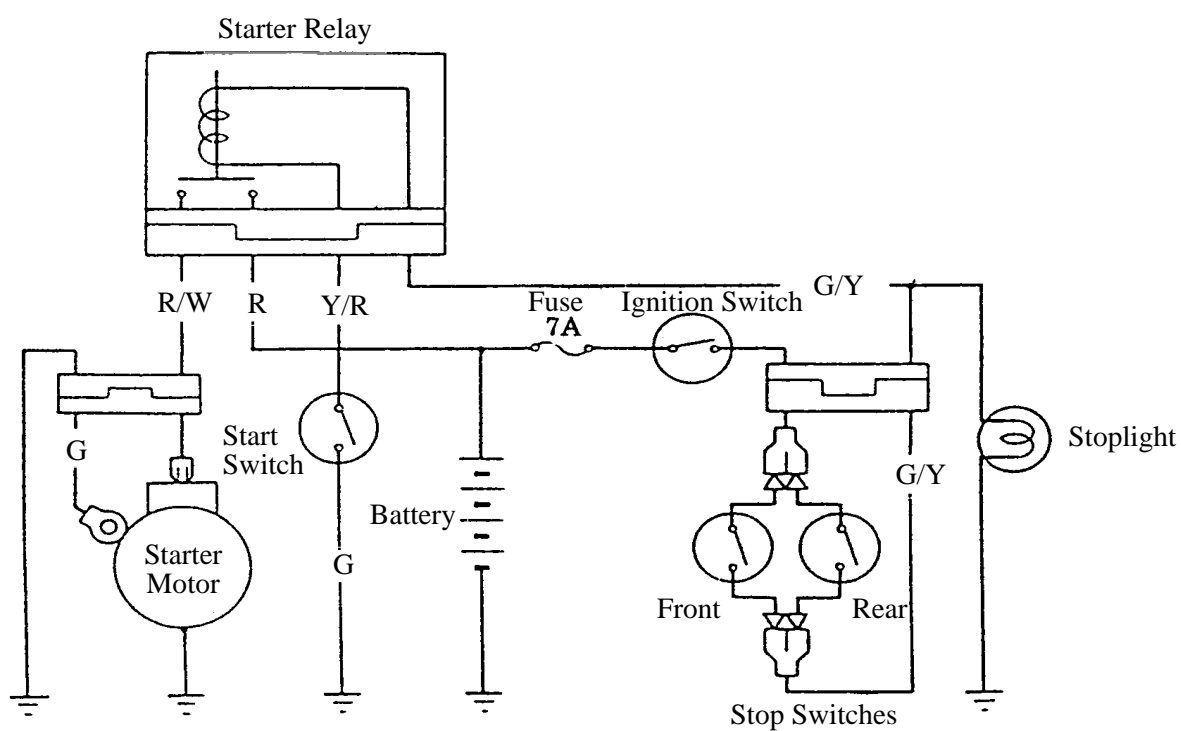 Starter Relay
R/W
R
Y/R
Fuse
7A
Ignition Switch
G/Y
G
Start
Switch
Battery
G/Y
Stoplight
Starter
Motor
G
Front
Rear
Stop Switches